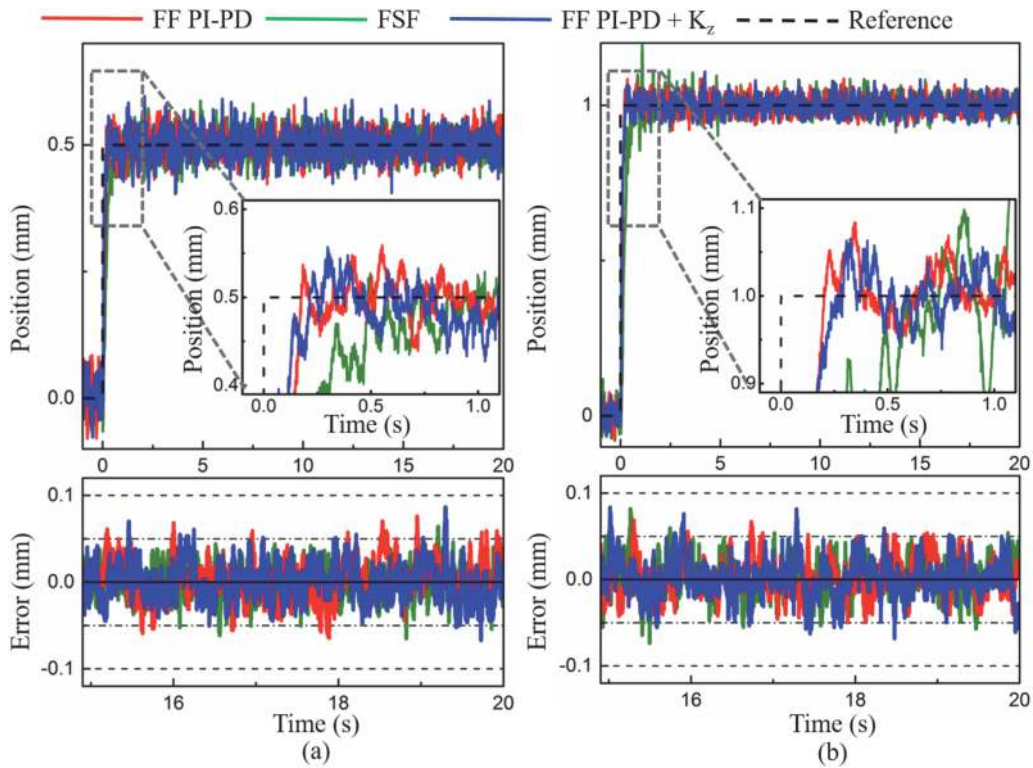 FF PI-PD FSF FF PI-PD + Kz Reference
Position (mm)
0.5
0.0
0 5 10 15 20
Position (mm)
0.6
0.5
0.4
0.0 0.5 1.0
Time (s)
Position (mm)
1
0
0 5 10 15 20
Position (mm)
1.1
1.0
0.9
0.0 0.5 1.0
Time (s)
Error (mm)
0.1
0.0
-0.1
16 18 20
Time (s)
(a)
Error (mm)
0.1
0.0
-0.1
16 18 20
Time (s)
(b)